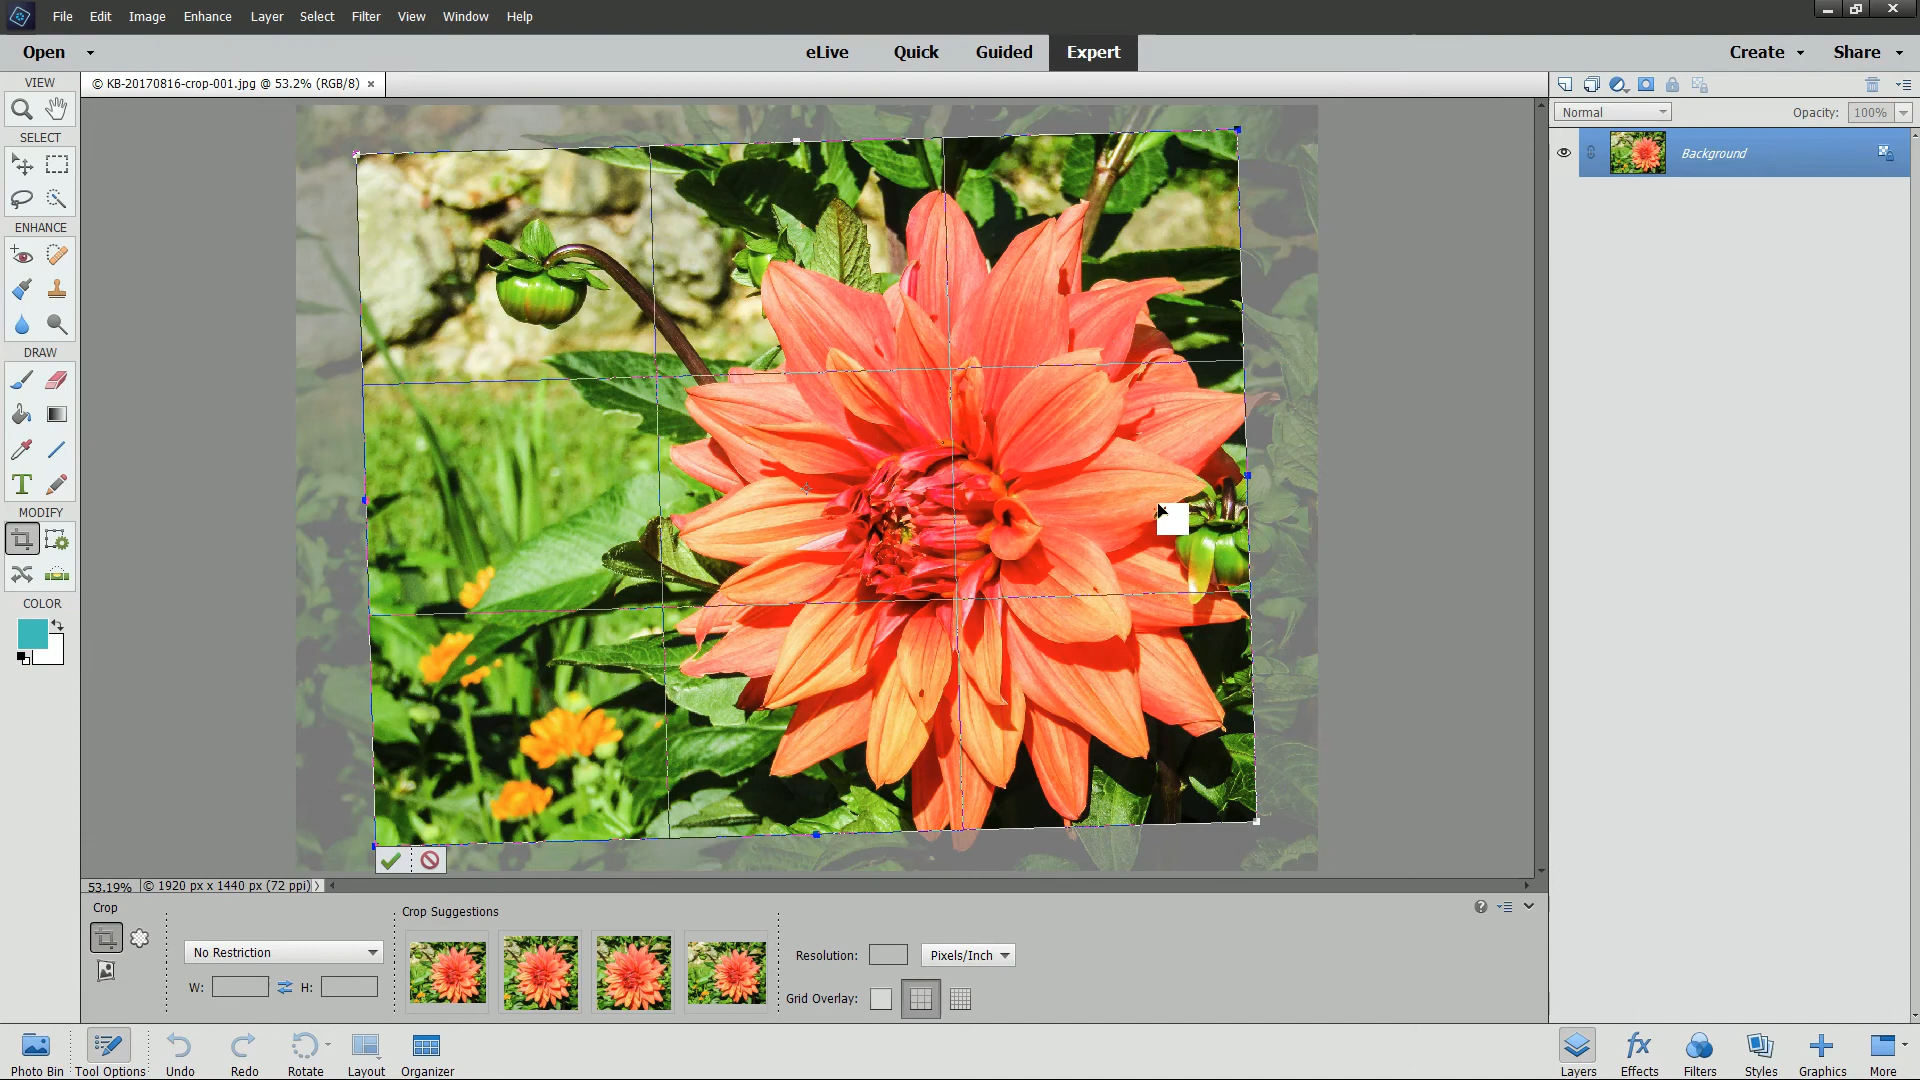 File Edit Image Enhance Layer Select Filter View Window Help
Open eLive Quick Guided Expert Create Share
VIEW
© KB-20170816-crop-001.jpg @ 53.2% (RGB/8) ×
Normal Opacity: 100%
SELECT
Background
ENHANCE
DRAW
T
MODIFY
COLOR
53.19% © 1920 px x 1440 px (72 ppi)
Crop
Crop Suggestions
No Restriction
Resolution: Pixels/Inch
W: H:
Grid Overlay:
fx
Photo Bin Tool Options Undo Redo Rotate Layout Organizer Layers Effects Filters Styles Graphics More